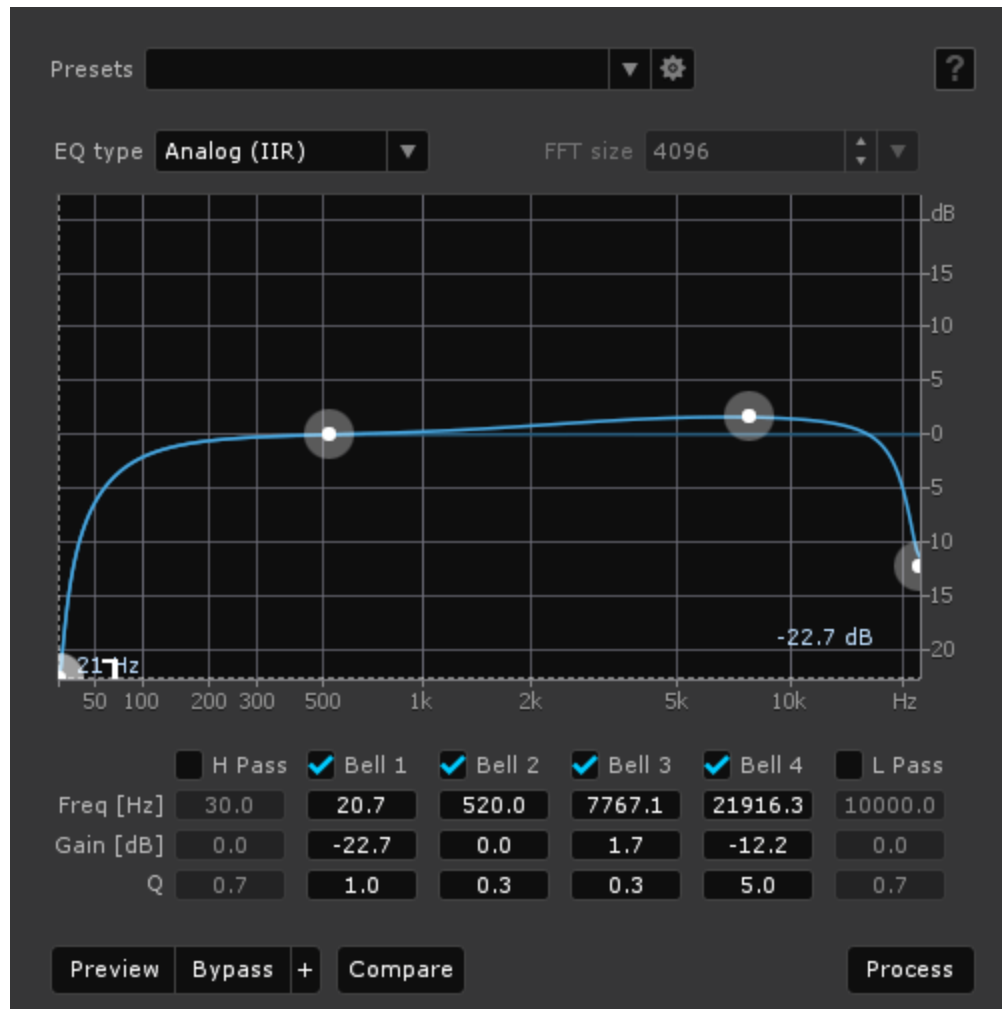 Presets ?
EQ type Analog (IIR) FFT size 4096
dB
15
10
5
0
-5
-10
-15
-20
-22.7 dB
21 Hz
50 100 200 300 500 1k 2k 5k 10k Hz
H Pass Bell 1 Bell 2 Bell 3 Bell 4 L Pass
Freq [Hz] 30.0 20.7 520.0 7767.1 21916.3 10000.0
Gain [dB] 0.0 -22.7 0.0 1.7 -12.2 0.0
Q 0.7 1.0 0.3 0.3 5.0 0.7
Preview Bypass + Compare Process